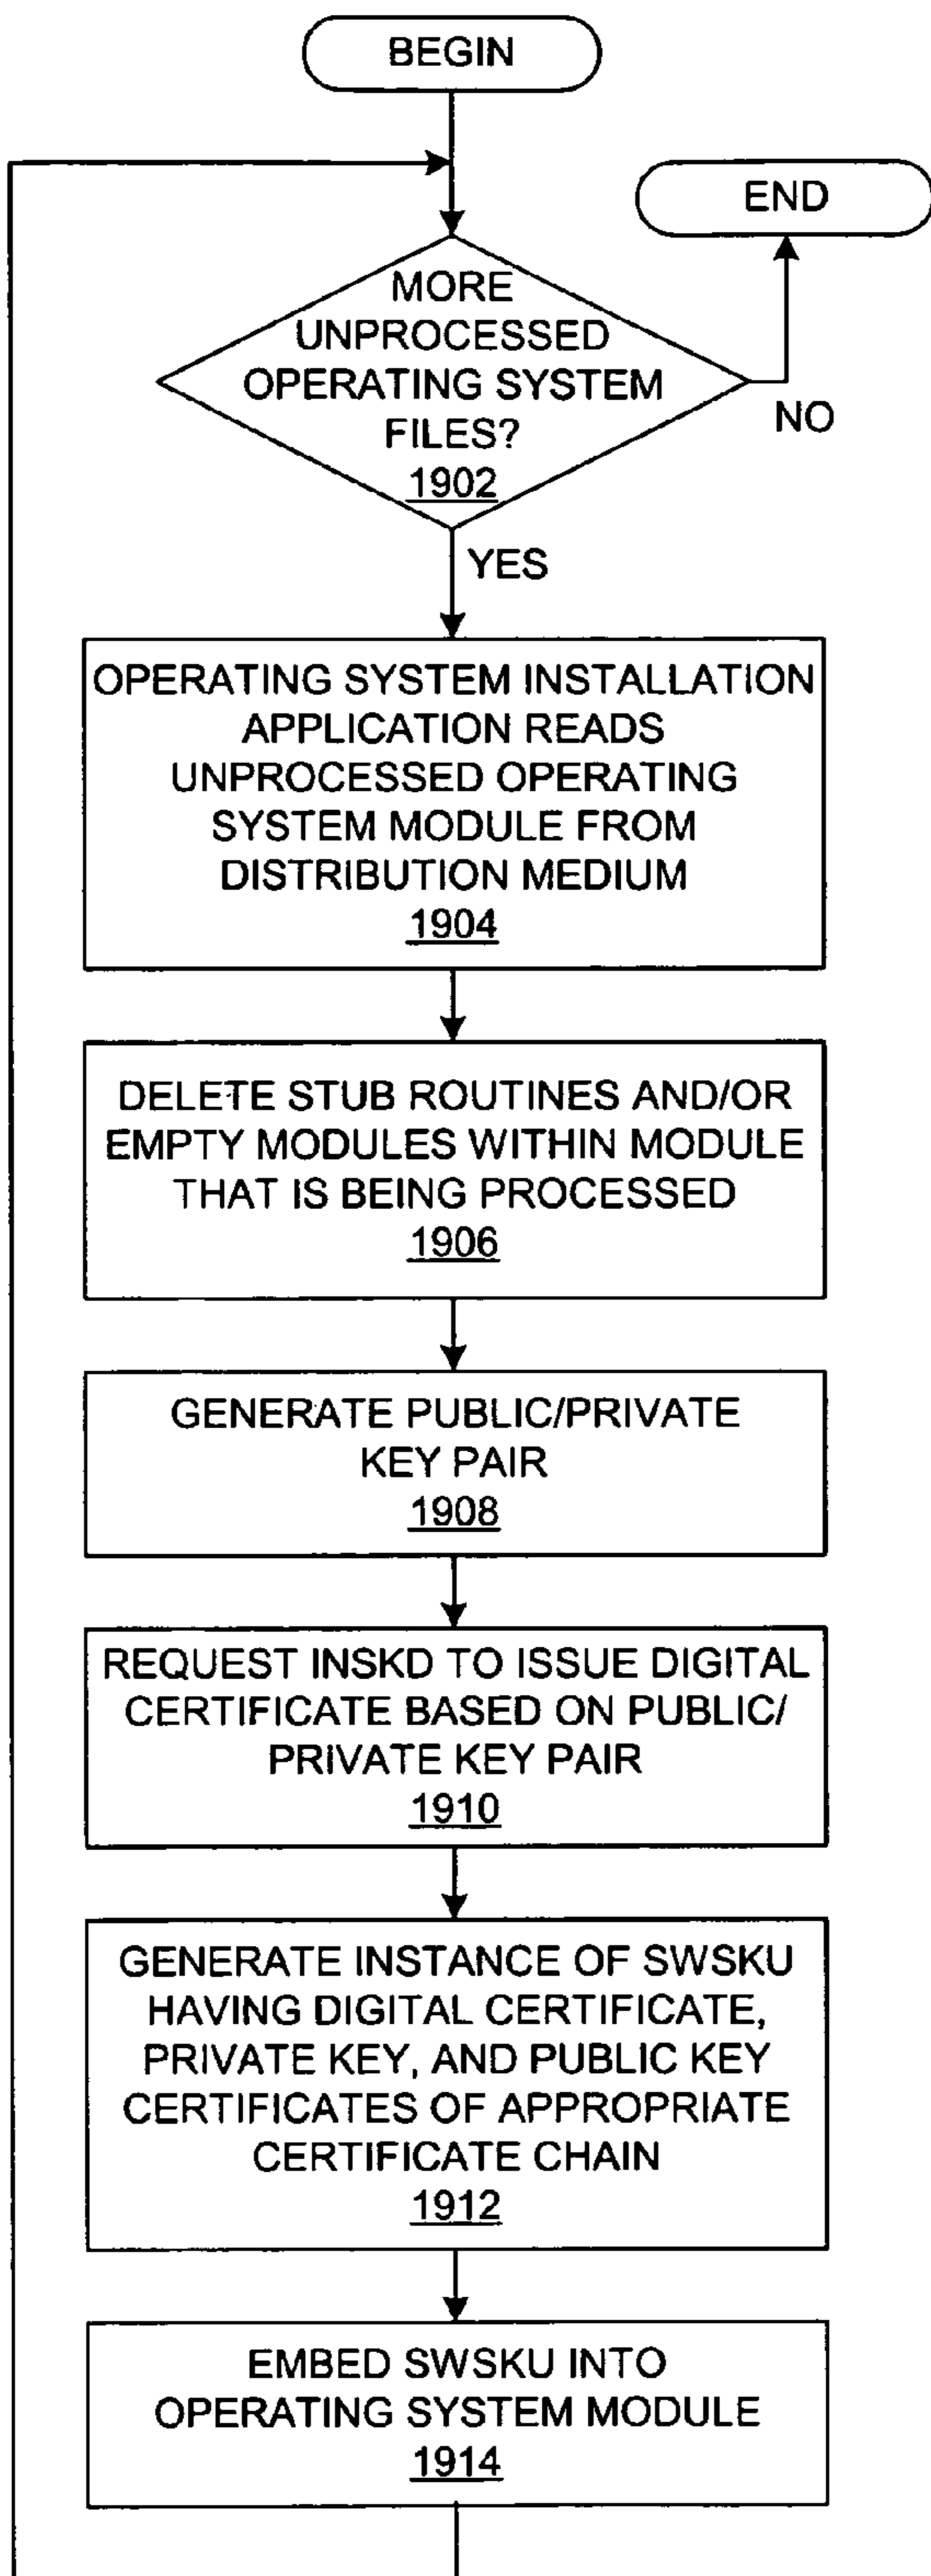 BEGIN
END
MORE
UNPROCESSED
OPERATING SYSTEM
FILES?
1902
NO
YES
OPERATING SYSTEM INSTALLATION
APPLICATION READS
UNPROCESSED OPERATING
SYSTEM MODULE FROM
DISTRIBUTION MEDIUM
1904
DELETE STUB ROUTINES AND/OR
EMPTY MODULES WITHIN MODULE
THAT IS BEING PROCESSED
1906
GENERATE PUBLIC/PRIVATE
KEY PAIR
1908
REQUEST INSKD TO ISSUE DIGITAL
CERTIFICATE BASED ON PUBLIC/
PRIVATE KEY PAIR
1910
GENERATE INSTANCE OF SWSKU
HAVING DIGITAL CERTIFICATE,
PRIVATE KEY, AND PUBLIC KEY
CERTIFICATES OF APPROPRIATE
CERTIFICATE CHAIN
1912
EMBED SWSKU INTO
OPERATING SYSTEM MODULE
1914